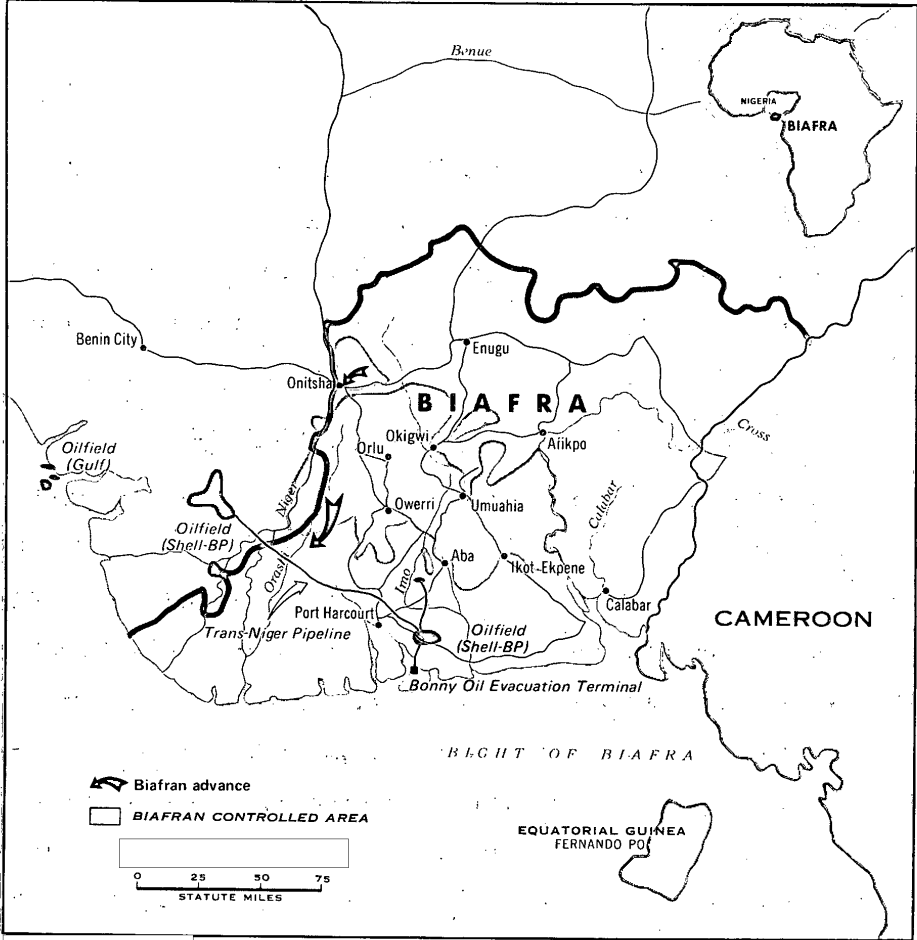 Benue
NIGERIA
BIAFRA
Benin City
Enugu
Onitsha
BIAFRA
Cross
Okigwi
Afikpo
Orlu
Oilfield
(Gulf)
Niger
Owerri
Umuahia
Calabar
Oilfield
(Shell-BP)
Orashi
Aba
Ikot-Ekpene
Imo
Calabar
Port Harcourt
CAMEROON
Trans-Niger Pipeline
Oilfield
(Shell-BP)
Bonny Oil Evacuation Terminal
BIGHT OF BIAFRA
Biafran advance
BIAFRAN CONTROLLED AREA
EQUATORIAL GUINEA
FERNANDO PO
0 25 50 75
STATUTE MILES